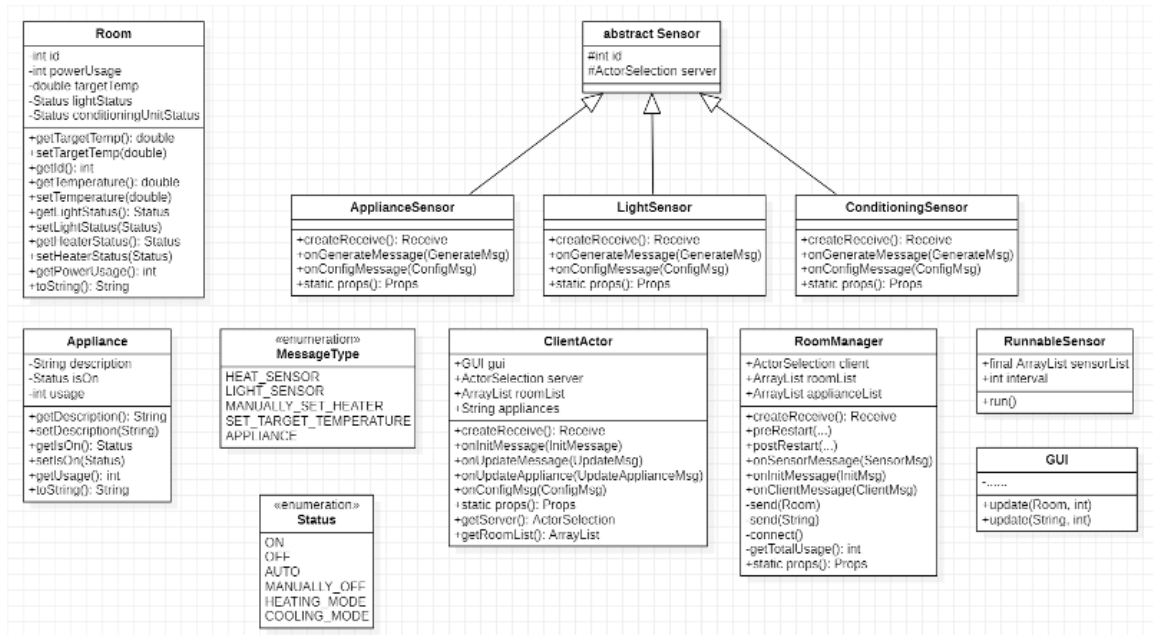 Room
-int id
-int powerUsage
-double targetTemp
-Status lightStatus
-Status conditioningUnitStatus
+getTargetTemp(): double
+setTargetTemp(double)
+getId(): int
+getTemperature(): double
+setTemperature(double)
+getLightStatus(): Status
+setLightStatus(Status)
+getHeaterStatus(): Status
+setHeaterStatus(Status)
+getPowerUsage(): int
+toString(): String
abstract Sensor
#int id
#ActorSelection server
ApplianceSensor
+createReceive(): Receive
+onGenerateMessage(GenerateMsg)
+onConfigMessage(ConfigMsg)
+static props(): Props
LightSensor
+createReceive(): Receive
+onGenerateMessage(GenerateMsg)
+onConfigMessage(ConfigMsg)
+static props(): Props
ConditioningSensor
+createReceive(): Receive
+onGenerateMessage(GenerateMsg)
+onConfigMessage(ConfigMsg)
+static props(): Props
Appliance
-String description
-Status isOn
-int usage
+getDescription(): String
+setDescription(String)
+getIsOn(): Status
+setIsOn(Status)
+getUsage(): int
+toString(): String
«enumeration»
MessageType
HEAT_SENSOR
LIGHT_SENSOR
MANUALLY_SET_HEATER
SET_TARGET_TEMPERATURE
APPLIANCE
«enumeration»
Status
ON
OFF
AUTO
MANUALLY_OFF
HEATING_MODE
COOLING_MODE
ClientActor
+GUI gui
+ActorSelection server
+ArrayList roomList
+String appliances
+createReceive(): Receive
+onInitMessage(InitMessage)
+onUpdateMessage(UpdateMsg)
+onUpdateAppliance(UpdateApplianceMsg)
+onConfigMsg(ConfigMsg)
+static props(): Props
+getServer(): ActorSelection
+getRoomList(): ArrayList
RoomManager
+ActorSelection client
+ArrayList roomList
+ArrayList applianceList
+createReceive(): Receive
+preRestart(...)
+postRestart(...)
+onSensorMessage(SensorMsg)
+onInitMessage(InitMsg)
+onClientMessage(ClientMsg)
-send(Room)
-send(String)
-connect()
-getTotalUsage(): int
+static props(): Props
RunnableSensor
+final ArrayList sensorList
+int interval
+run()
GUI
-......
+update(Room, int)
+update(String, int)